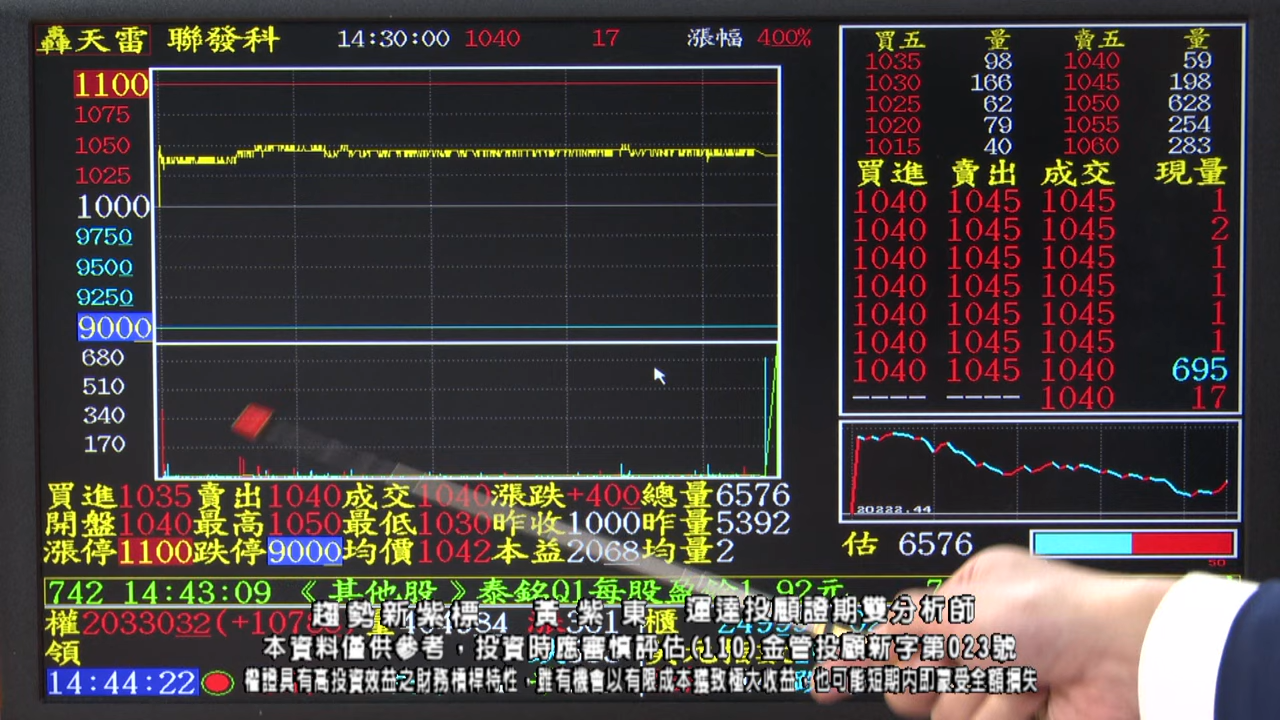 轟天雷 聯發科 14:30:00 1040 17 漲幅 400%
買五 量 賣五 量
1035 98 1040 59
1030 166 1045 198
1025 62 1050 628
1020 79 1055 254
1015 40 1060 283
買進 賣出 成交 現量
1040 1045 1045 1
1040 1045 1045 2
1040 1045 1045 1
1040 1045 1045 1
1040 1045 1045 1
1040 1045 1045 1
1040 1045 1040 695
---- ---- 1040 17
1100
1075
1050
1025
1000
9750
9500
9250
9000
680
510
340
170
20222.44
買進1035賣出1040成交1040漲跌+400總量6576
開盤1040最高1050最低1030昨收1000昨量5392
漲停1100跌停9000均價1042本益2068均量2
估 6576
50
742 14:43:09 《其他股》泰銘Q1每股盈餘1.92元
權2033032
領
趨勢新紫標 黃紫東 運達投顧證期雙分析師
本資料僅供參考，投資時應審慎評估(110)金管投顧新字第023號
權證具有高投資效益之財務槓桿特性，雖有機會以有限成本獲致極大收益，也可能短期內即蒙受全額損失
14:44:22